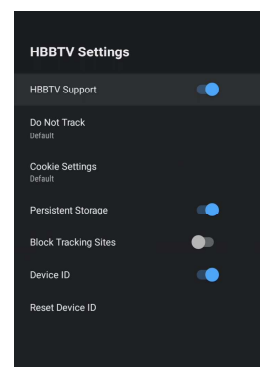 HBBTV Settings
HBBTV Support
Do Not Track
Default
Cookie Settings
Default
Persistent Storage
Block Tracking Sites
Device ID
Reset Device ID